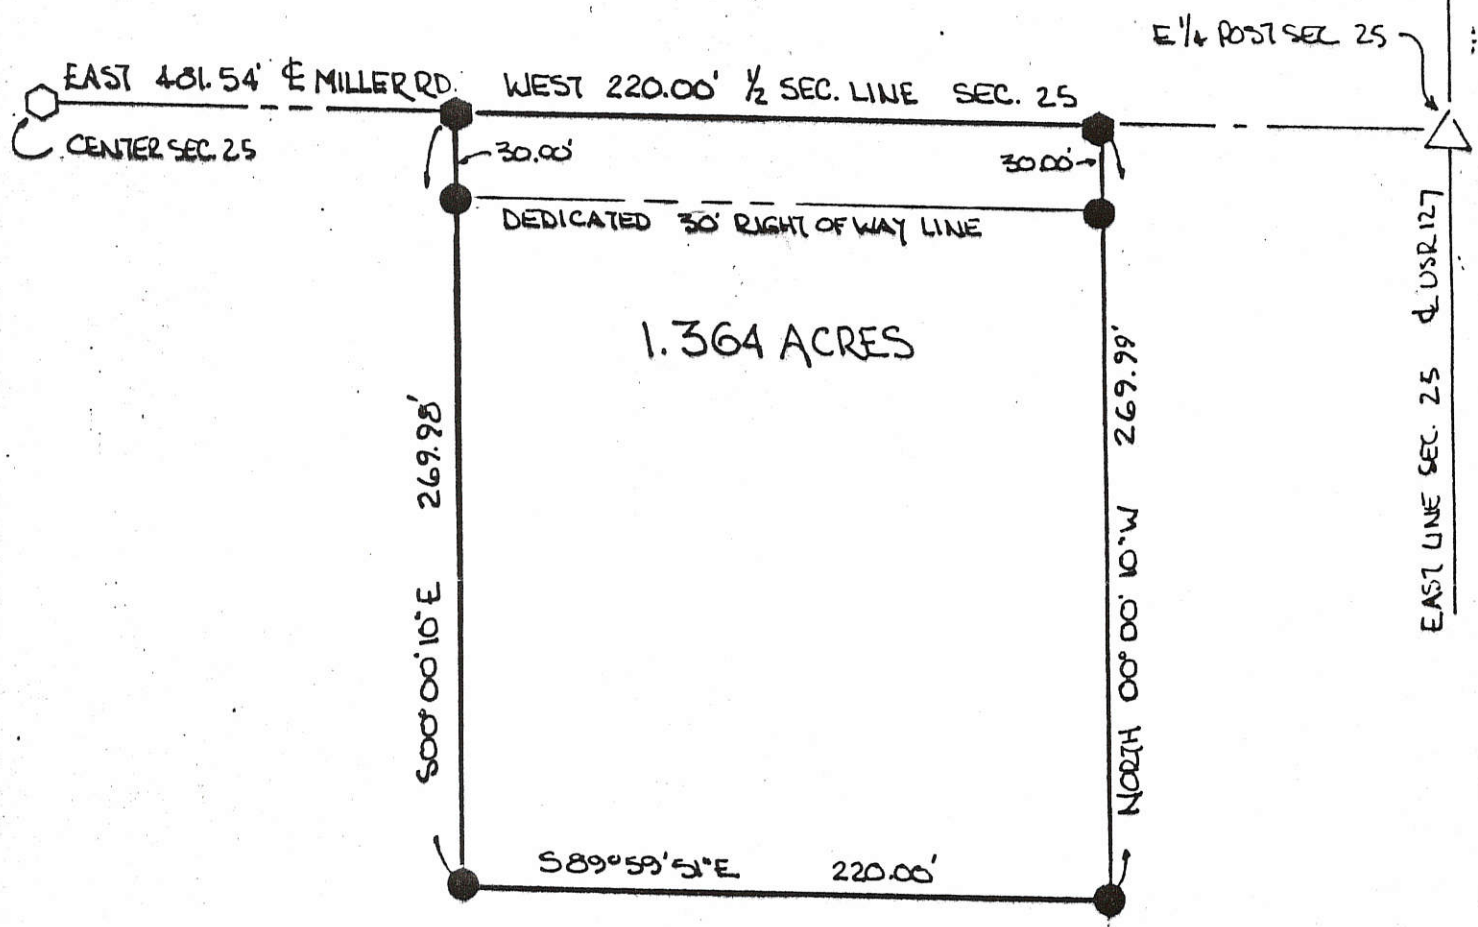 E 1/4 POST SEC 25
EAST 481.54' ℄ MILLER RD.
WEST 220.00' 1/2 SEC. LINE SEC. 25
CENTER SEC. 25
30.00'
30.00'
DEDICATED 30' RIGHT OF WAY LINE
1.364 ACRES
S00°00'10"E 269.98'
NORTH 00°00'10"W 269.99'
EAST LINE SEC. 25 ℄ USR 127
S89°59'51"E 220.00'